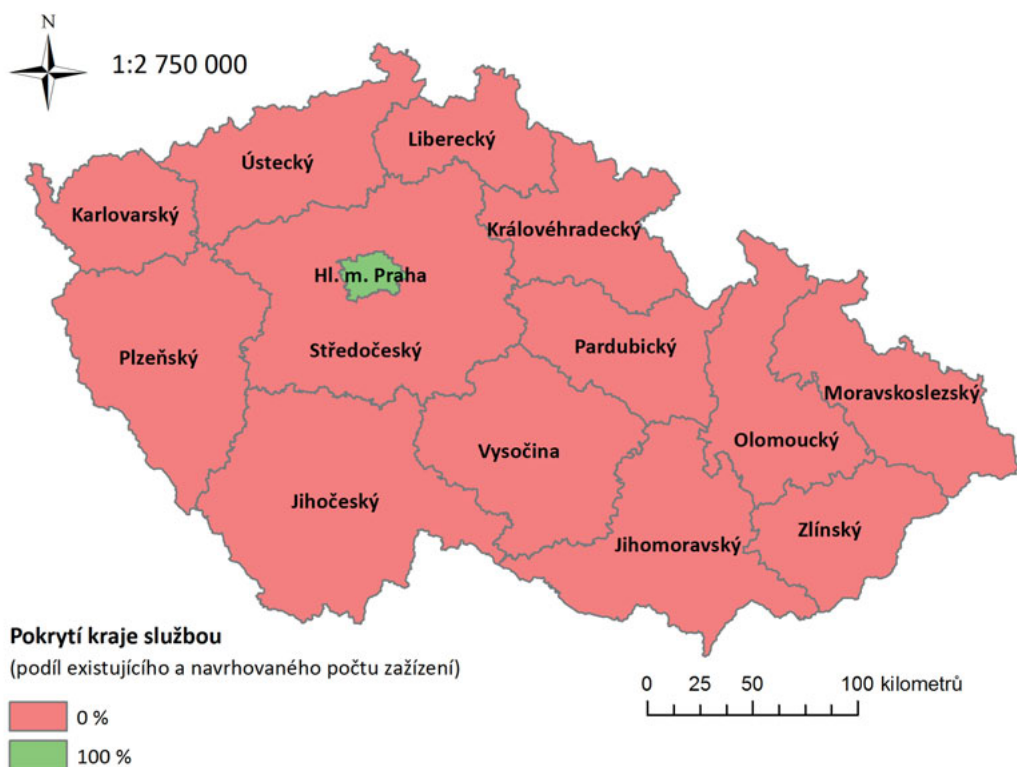 N
1:2 750 000
Liberecký
Ústecký
Karlovarský
Královéhradecký
Hl. m. Praha
Středočeský
Plzeňský
Pardubický
Moravskoslezský
Olomoucký
Vysočina
Jihočeský
Zlínský
Jihomoravský
Pokrytí kraje službou
(podíl existujícího a navrhovaného počtu zažízení)
0 %
100 %
0 25 50 100 kilometrů